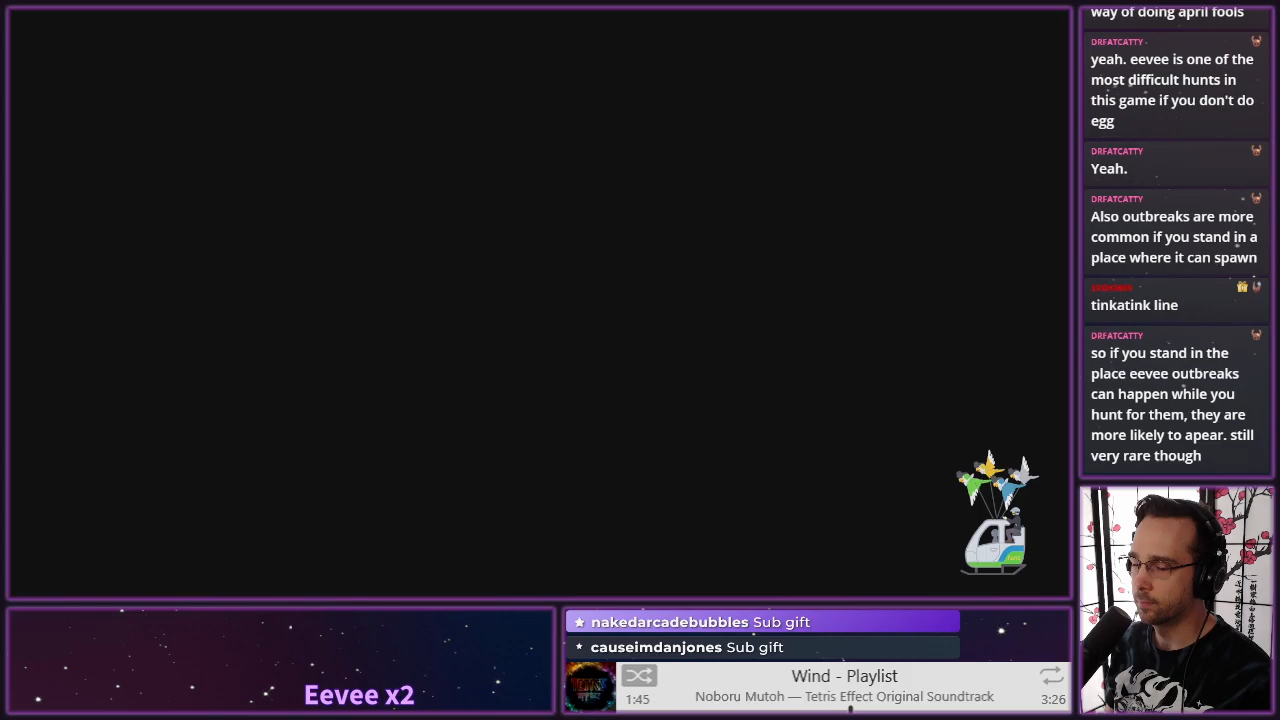 way of doing april fools
DRFATCATTY
yeah. eevee is one of the
most difficult hunts in
this game if you don't do
egg
DRFATCATTY
Yeah.
DRFATCATTY
Also outbreaks are more
common if you stand in a
place where it can spawn
tinkatink line
DRFATCATTY
so if you stand in the
place eevee outbreaks
can happen while you
hunt for them, they are
more likely to apear. still
very rare though
Eevee x2
nakedarcadebubbles Sub gift
causeimdanjones Sub gift
Wind - Playlist
1:45
Noboru Mutoh — Tetris Effect Original Soundtrack
3:26